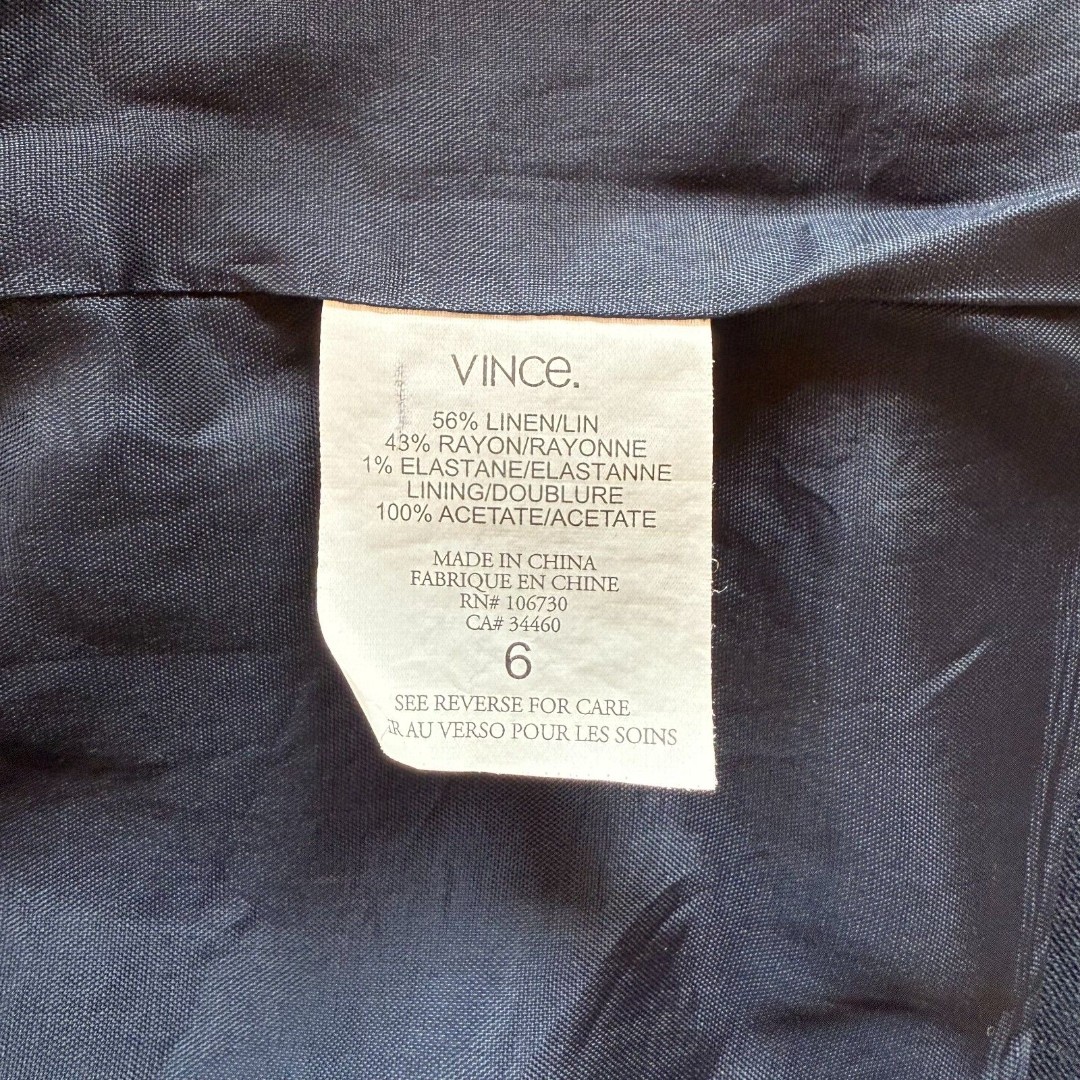 VINCe.
56% LINEN/LIN
43% RAYON/RAYONNE
1% ELASTANE/ELASTANNE
LINING/DOUBLURE
100% ACETATE/ACETATE
MADE IN CHINA
FABRIQUE EN CHINE
RN# 106730
CA# 34460
6
SEE REVERSE FOR CARE
AU VERSO POUR LES SOINS